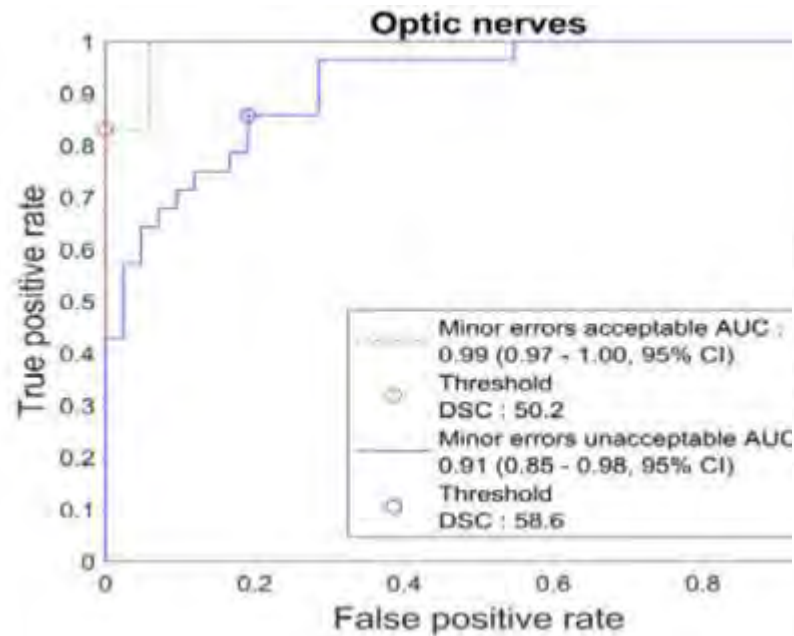 Optic nerves
True positive rate
1
0.9
0.8
0.7
0.6
0.5
0.4
0.3
0.2
0.1
0
Minor errors acceptable AUC :
0.99 (0.97 - 1.00, 95% CI)
Threshold
DSC : 50.2
Minor errors unacceptable AUC
0.91 (0.85 - 0.98, 95% CI)
Threshold
DSC : 58.6
0 0.2 0.4 0.6 0.8
False positive rate